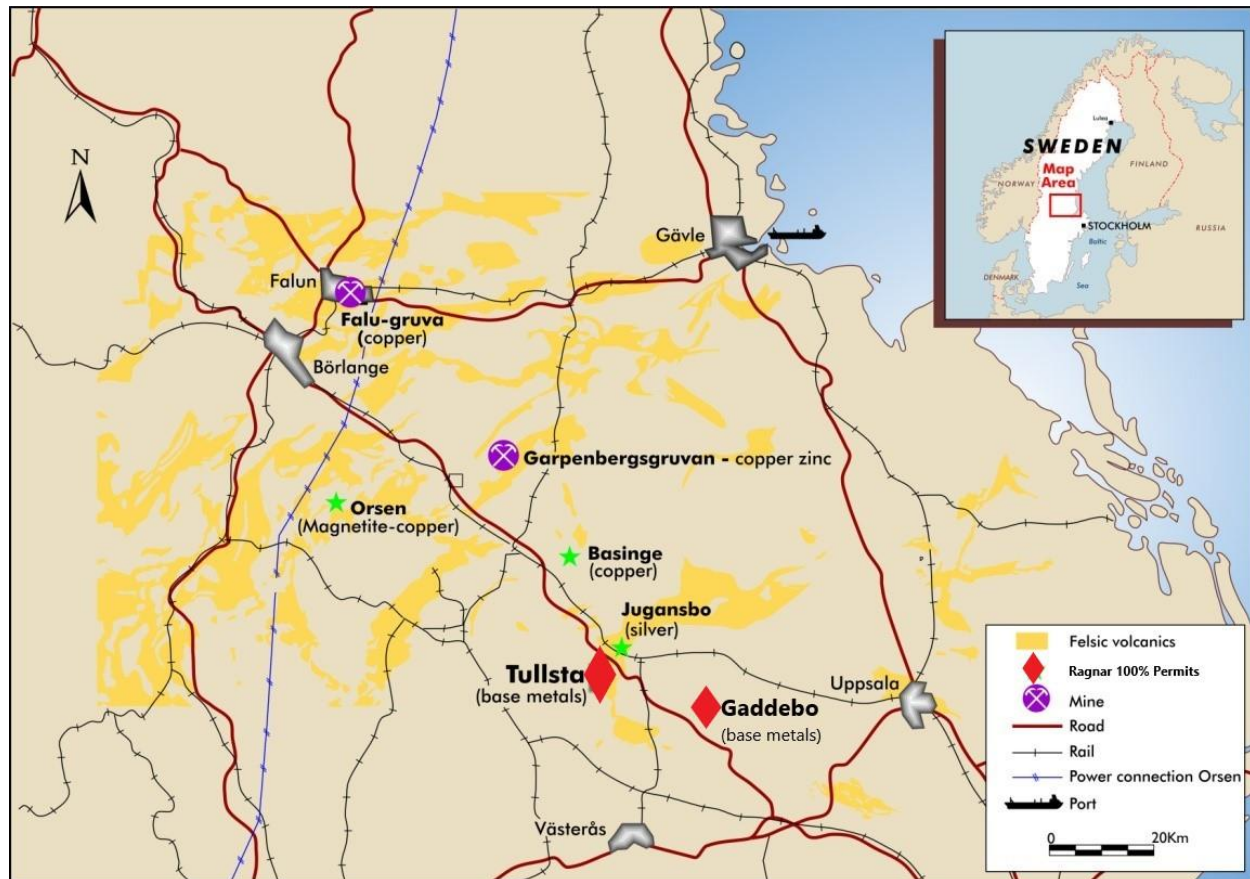 N
Falun
Falu-gruva
(copper)
Börlange
Gävle
Garpenbergsgruvan - copper zinc
Orsen
(Magnetite-copper)
Basinge
(copper)
Jugansbo
(silver)
Tullsta
(base metals)
Gaddebo
(base metals)
Uppsala
Västerås
Lulea
SWEDEN
Map
Area
NORWAY
FINLAND
STOCKHOLM
RUSSIA
Baltic
DENMARK
Sea
Felsic volcanics
Ragnar 100% Permits
Mine
Road
Rail
Power connection Orsen
Port
0 20Km